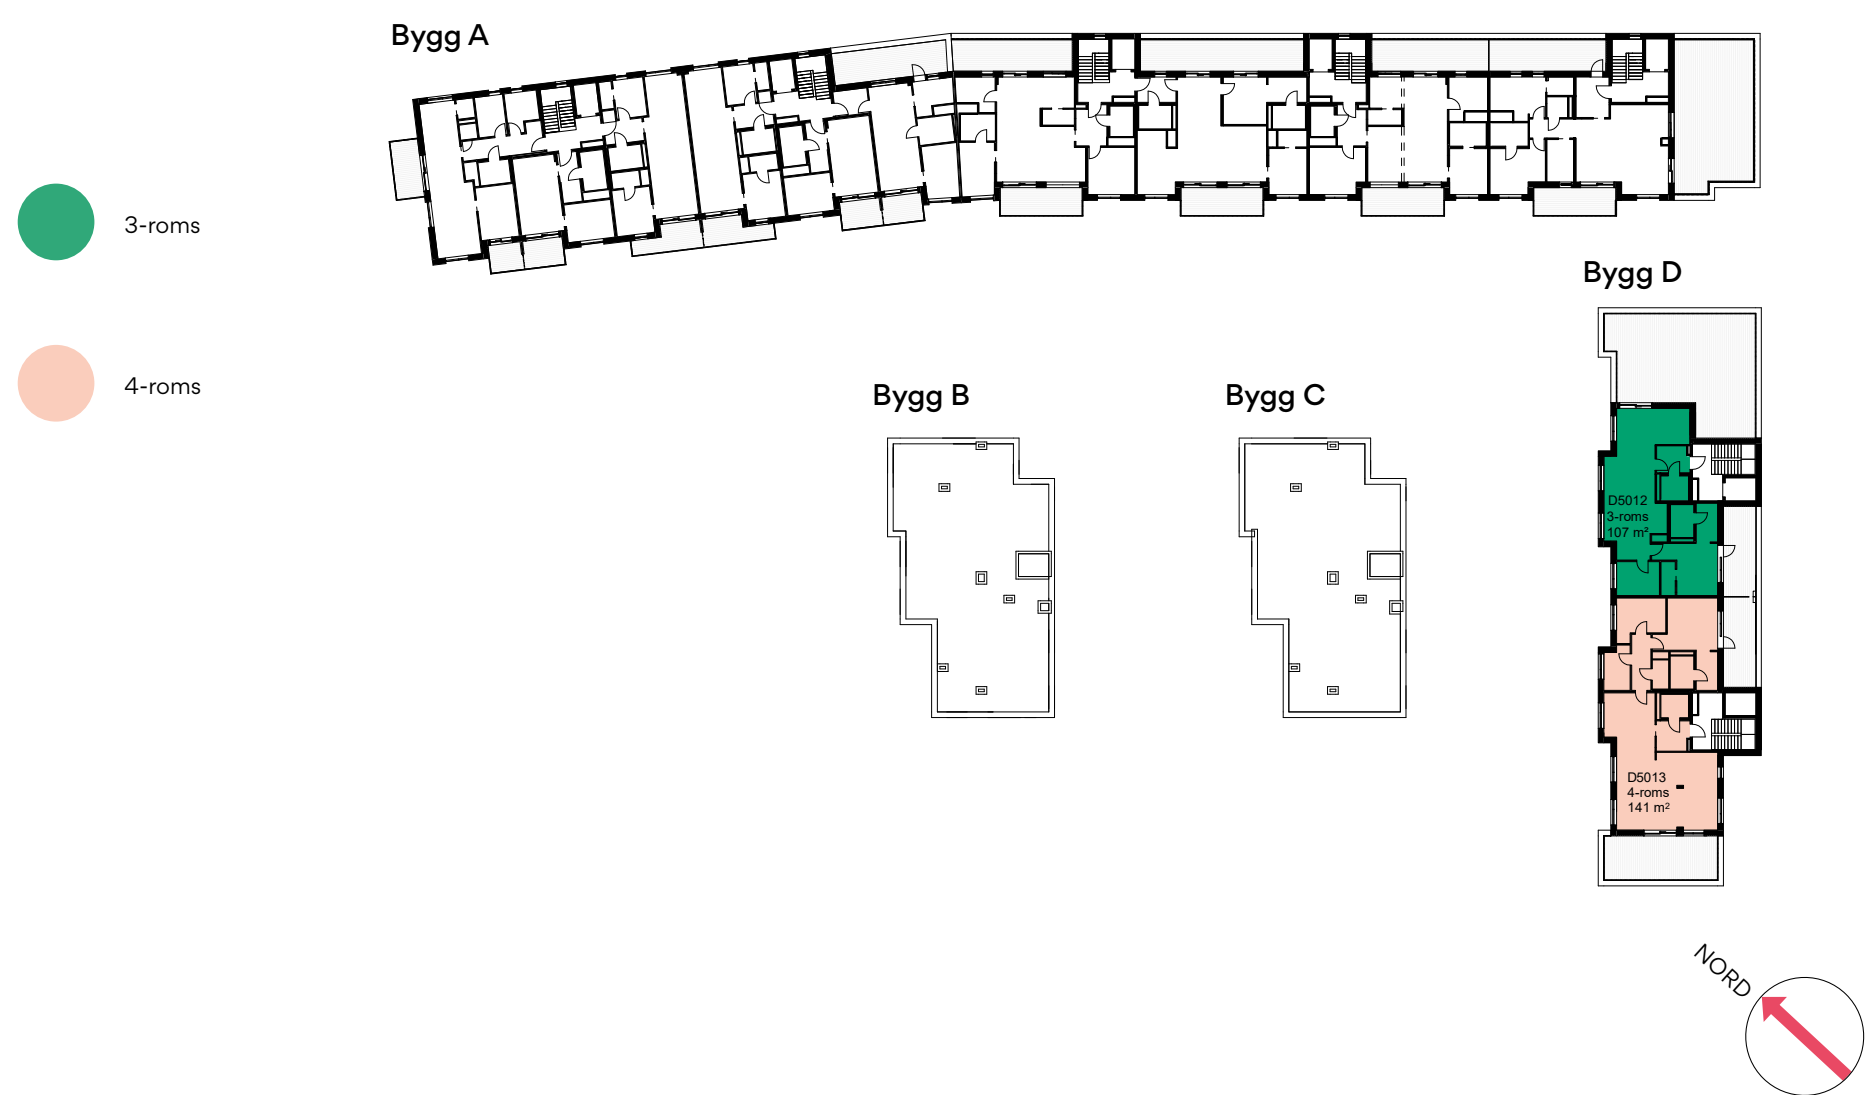 Bygg A
3-roms
4-roms
Bygg D
Bygg B
Bygg C
D5012
3-roms
107 m²
D5013
4-roms
141 m²
NORD